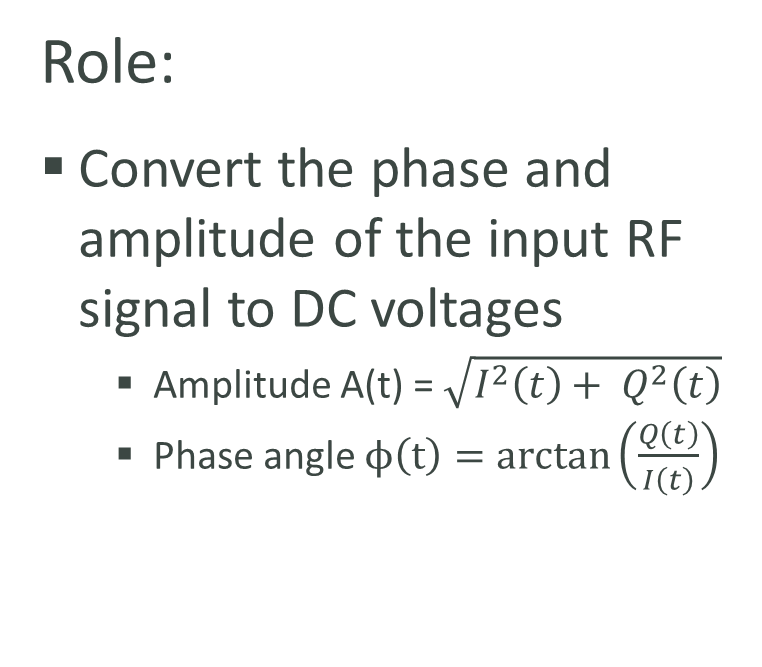 Role:
▪ Convert the phase and
amplitude of the input RF
signal to DC voltages
▪ Amplitude A(t) = √(I²(t) + Q²(t))
▪ Phase angle ϕ(t) = arctan(Q(t)/I(t))